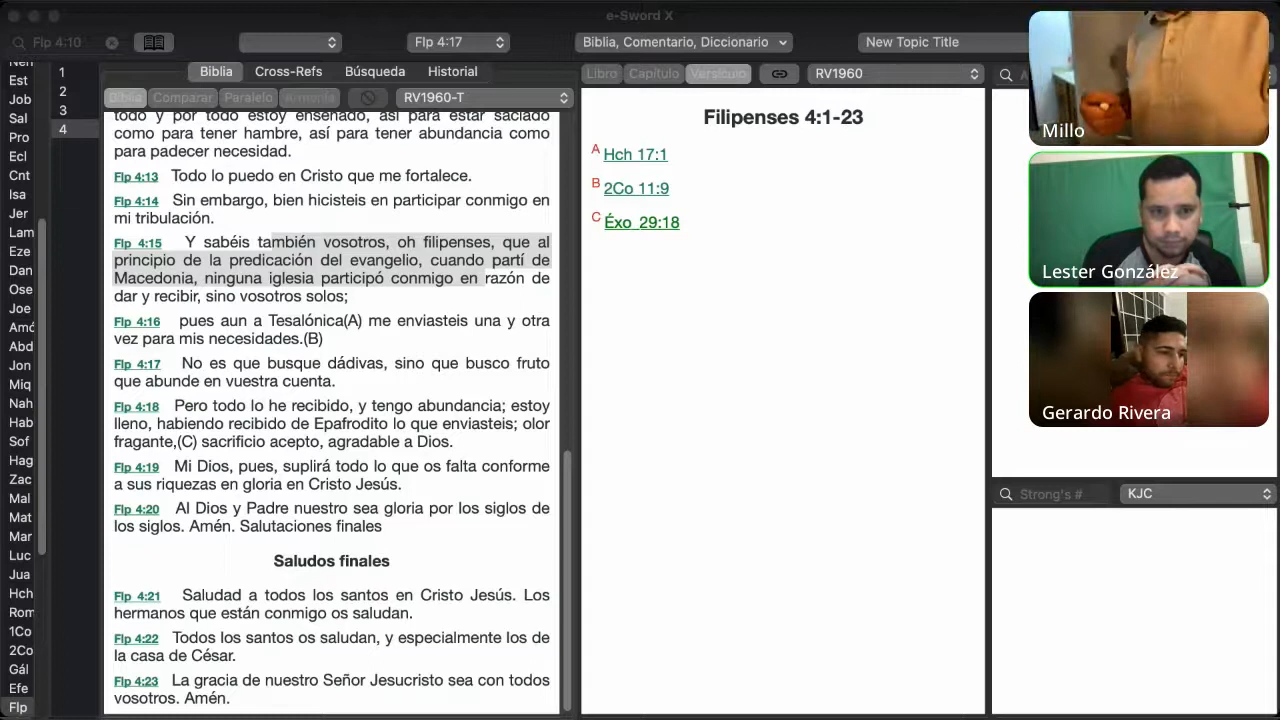 e-Sword X
Flp 4:10
Flp 4:17
Biblia, Comentario, Diccionario
New Topic Title
Biblia
Cross-Refs
Búsqueda
Historial
Biblia
Comparar
Paralelo
Armonía
RV1960-T
Libro
Capítulo
Versículo
RV1960
1
2
3
4
Est
Job
Sal
Pro
Ecl
Cnt
Isa
Jer
Lam
Eze
Dan
Ose
Joe
Amó
Abd
Jon
Miq
Nah
Hab
Sof
Hag
Zac
Mal
Mat
Mar
Luc
Jua
Hch
Rom
1Co
2Co
Gál
Efe
Flp
todo y por todo estoy enseñado, así para estar saciado
como para tener hambre, así para tener abundancia como
para padecer necesidad.
Flp 4:13 Todo lo puedo en Cristo que me fortalece.
Flp 4:14 Sin embargo, bien hicisteis en participar conmigo en
mi tribulación.
Flp 4:15 Y sabéis también vosotros, oh filipenses, que al
principio de la predicación del evangelio, cuando partí de
Macedonia, ninguna iglesia participó conmigo en razón de
dar y recibir, sino vosotros solos;
Flp 4:16 pues aun a Tesalónica(A) me enviasteis una y otra
vez para mis necesidades.(B)
Flp 4:17 No es que busque dádivas, sino que busco fruto
que abunde en vuestra cuenta.
Flp 4:18 Pero todo lo he recibido, y tengo abundancia; estoy
lleno, habiendo recibido de Epafrodito lo que enviasteis; olor
fragante,(C) sacrificio acepto, agradable a Dios.
Flp 4:19 Mi Dios, pues, suplirá todo lo que os falta conforme
a sus riquezas en gloria en Cristo Jesús.
Flp 4:20 Al Dios y Padre nuestro sea gloria por los siglos de
los siglos. Amén. Salutaciones finales
Saludos finales
Flp 4:21 Saludad a todos los santos en Cristo Jesús. Los
hermanos que están conmigo os saludan.
Flp 4:22 Todos los santos os saludan, y especialmente los de
la casa de César.
Flp 4:23 La gracia de nuestro Señor Jesucristo sea con todos
vosotros. Amén.
Filipenses 4:1-23
A Hch 17:1
B 2Co 11:9
C Éxo 29:18
Millo
Lester González
Gerardo Rivera
Strong's #
KJC